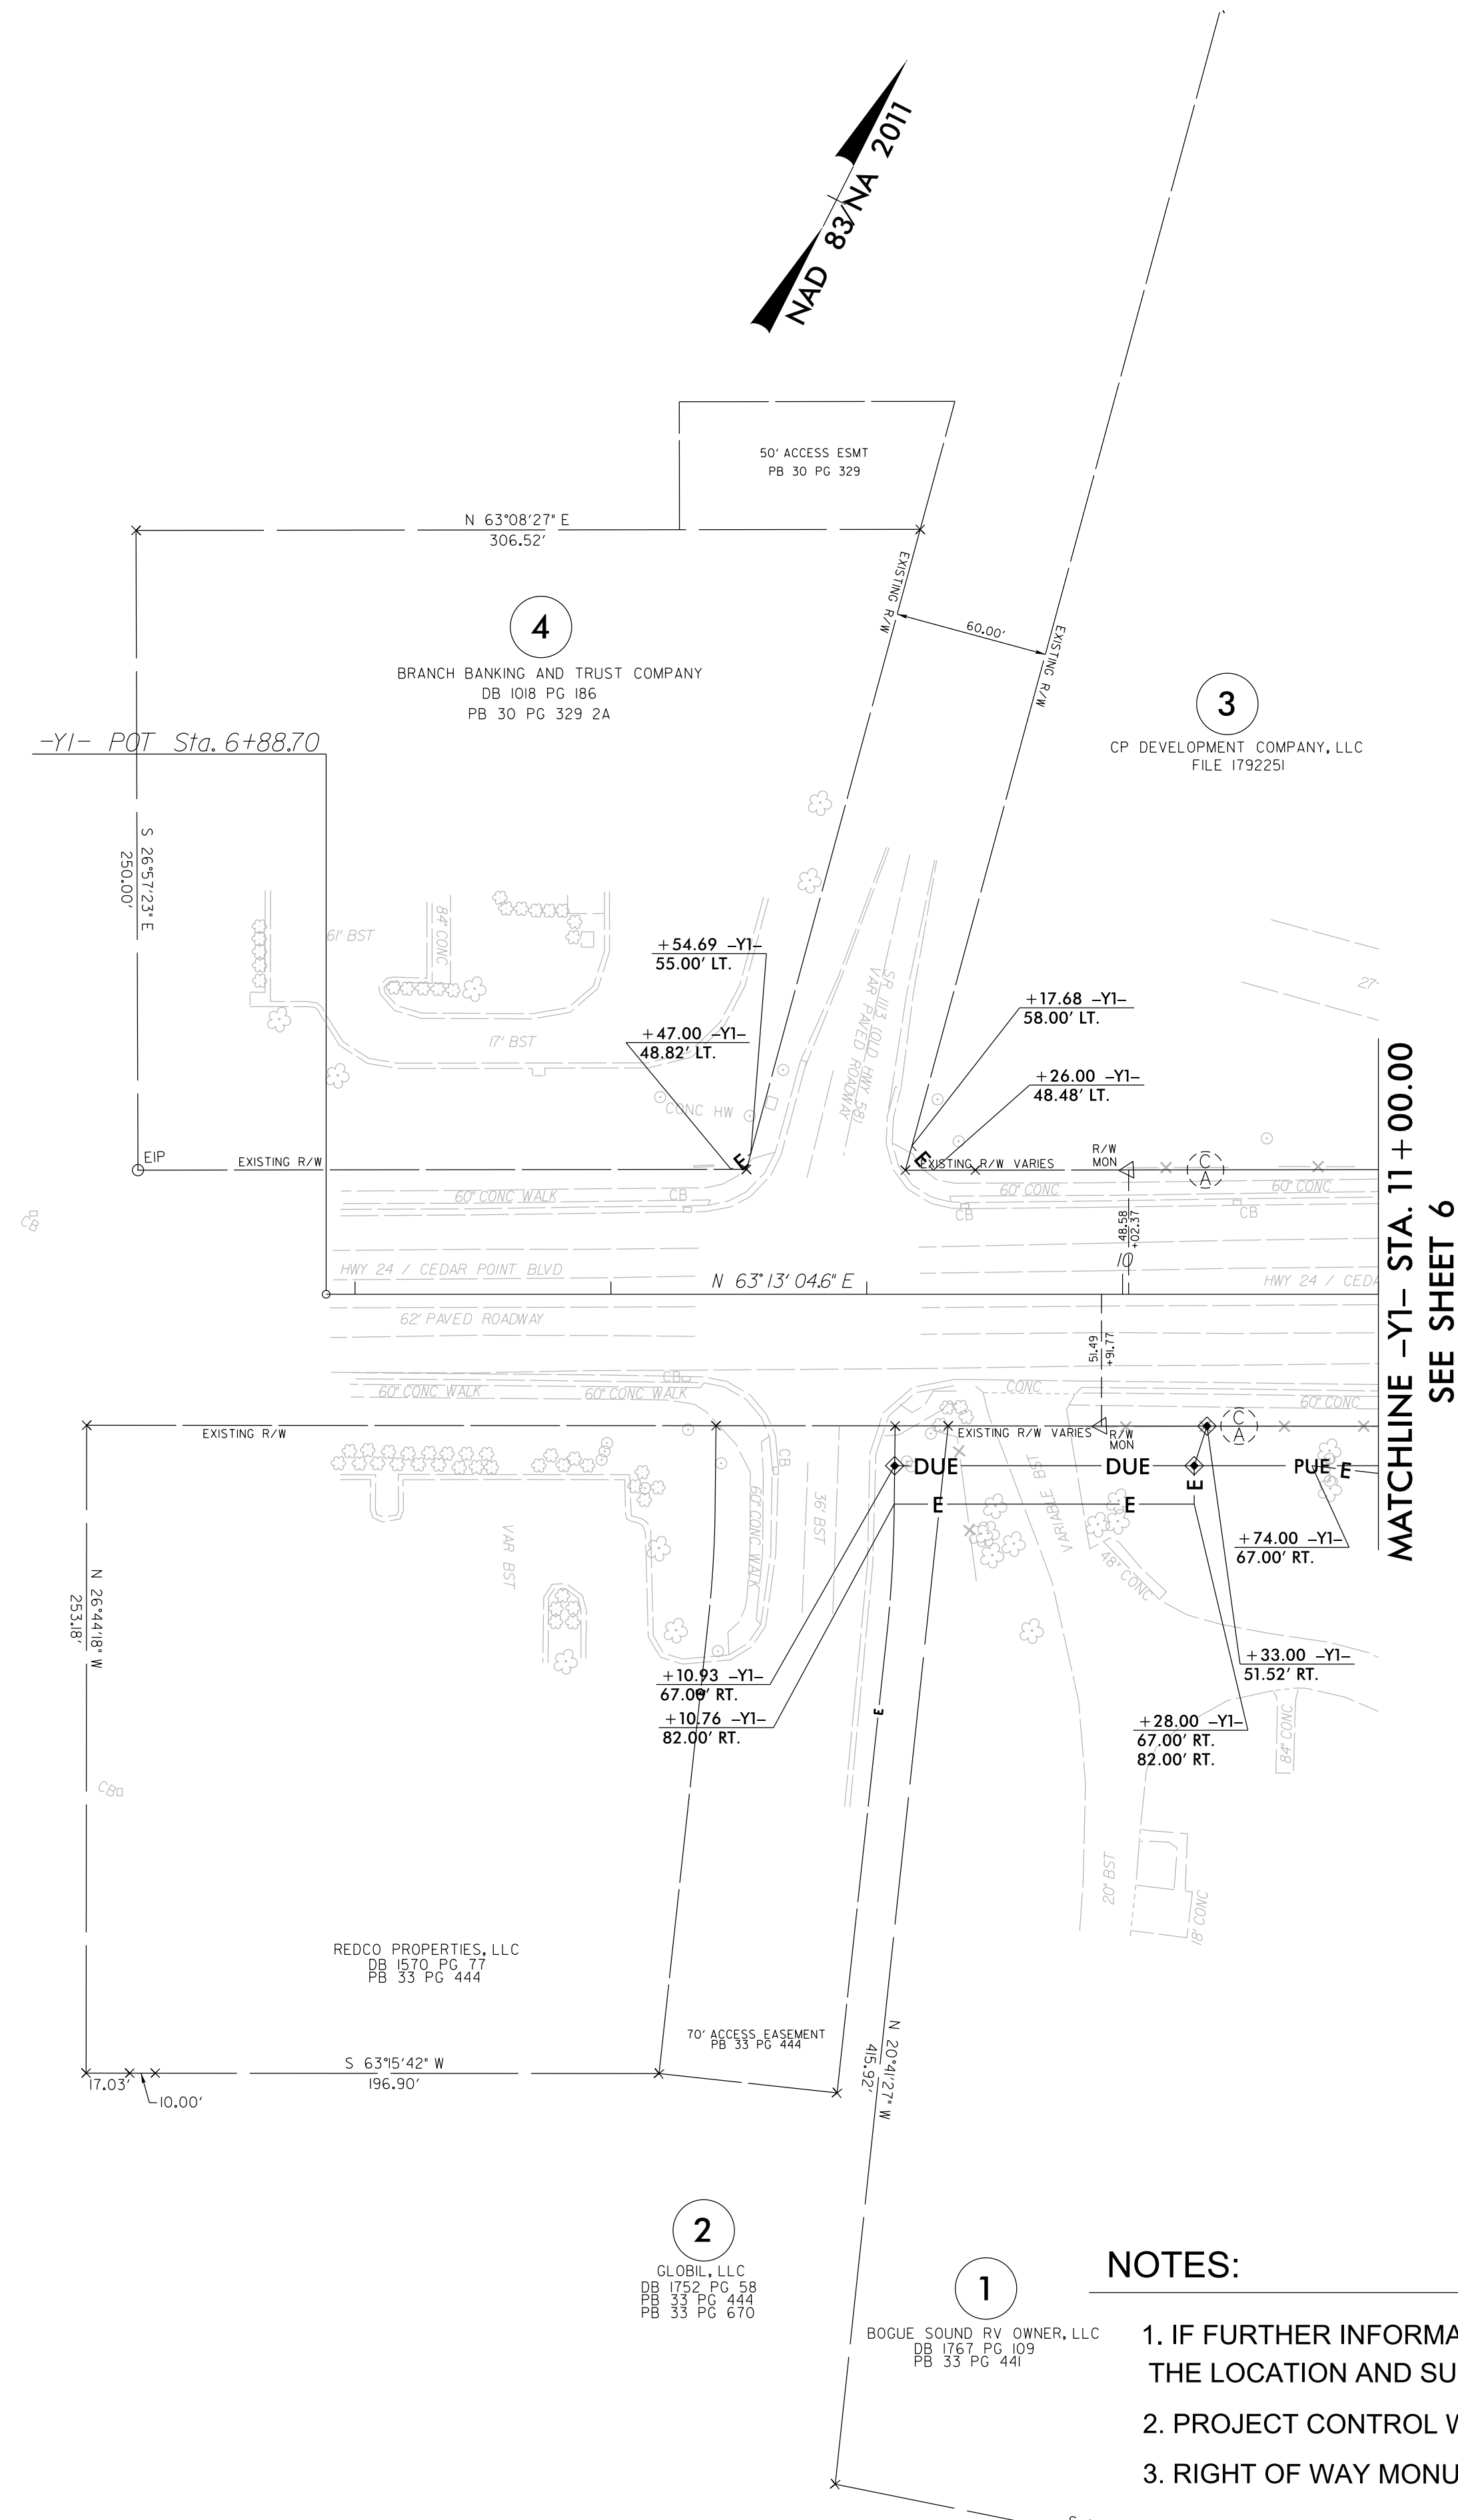 NAD 83/NA 2011
50' ACCESS ESMT
PB 30 PG 329
N 63°08'27" E
306.52'
EXISTING R/W
60.00'
EXISTING R/W
4
BRANCH BANKING AND TRUST COMPANY
DB 1018 PG 186
PB 30 PG 329 2A
3
CP DEVELOPMENT COMPANY, LLC
FILE 1792251
-Y1- POT Sta. 6+88.70
S 26°57'23" E
250.00'
61' BST
84" CONC
17' BST
+54.69 -Y1-
55.00' LT.
+47.00 -Y1-
48.82' LT.
SR 1113 (OLD HWY 58)
VAR PAVED ROADWAY
27'
+17.68 -Y1-
58.00' LT.
+26.00 -Y1-
48.48' LT.
CONC HW
EIP
EXISTING R/W
E
E
EXISTING R/W VARIES
R/W
MON
C
A
60" CONC WALK
CB
60" CONC
60" CONC
CB
CB
CB
48.58
+02.37
10
HWY 24 / CEDAR POINT BLVD
N 63°13'04.6" E
HWY 24 / CEDA
62' PAVED ROADWAY
51.49
+91.77
MATCHLINE -Y1- STA. 11+00.00
SEE SHEET 6
CB
60" CONC WALK
60" CONC WALK
CONC
60" CONC
EXISTING R/W
EXISTING R/W VARIES
R/W
MON
C
A
DUE
DUE
PUE
E
E
E
E
CB
60" CONC WALK
36' BST
VARIABLE BST
48" CONC
VAR BST
+74.00 -Y1-
67.00' RT.
N 26°44'18" W
253.18'
+10.93 -Y1-
67.00' RT.
E
+10.76 -Y1-
82.00' RT.
E
+33.00 -Y1-
51.52' RT.
+28.00 -Y1-
67.00' RT.
82.00' RT.
84" CONC
CB
20' BST
18' CONC
REDCO PROPERTIES, LLC
DB 1570 PG 77
PB 33 PG 444
70' ACCESS EASEMENT
PB 33 PG 444
N 20°41'27" W
415.92'
S 63°15'42" W
196.90'
17.03'
10.00'
2
GLOBIL, LLC
DB 1752 PG 58
PB 33 PG 444
PB 33 PG 670
1
BOGUE SOUND RV OWNER, LLC
DB 1767 PG 109
PB 33 PG 441
NOTES:
1. IF FURTHER INFORMA
THE LOCATION AND SU
2. PROJECT CONTROL W
3. RIGHT OF WAY MONU